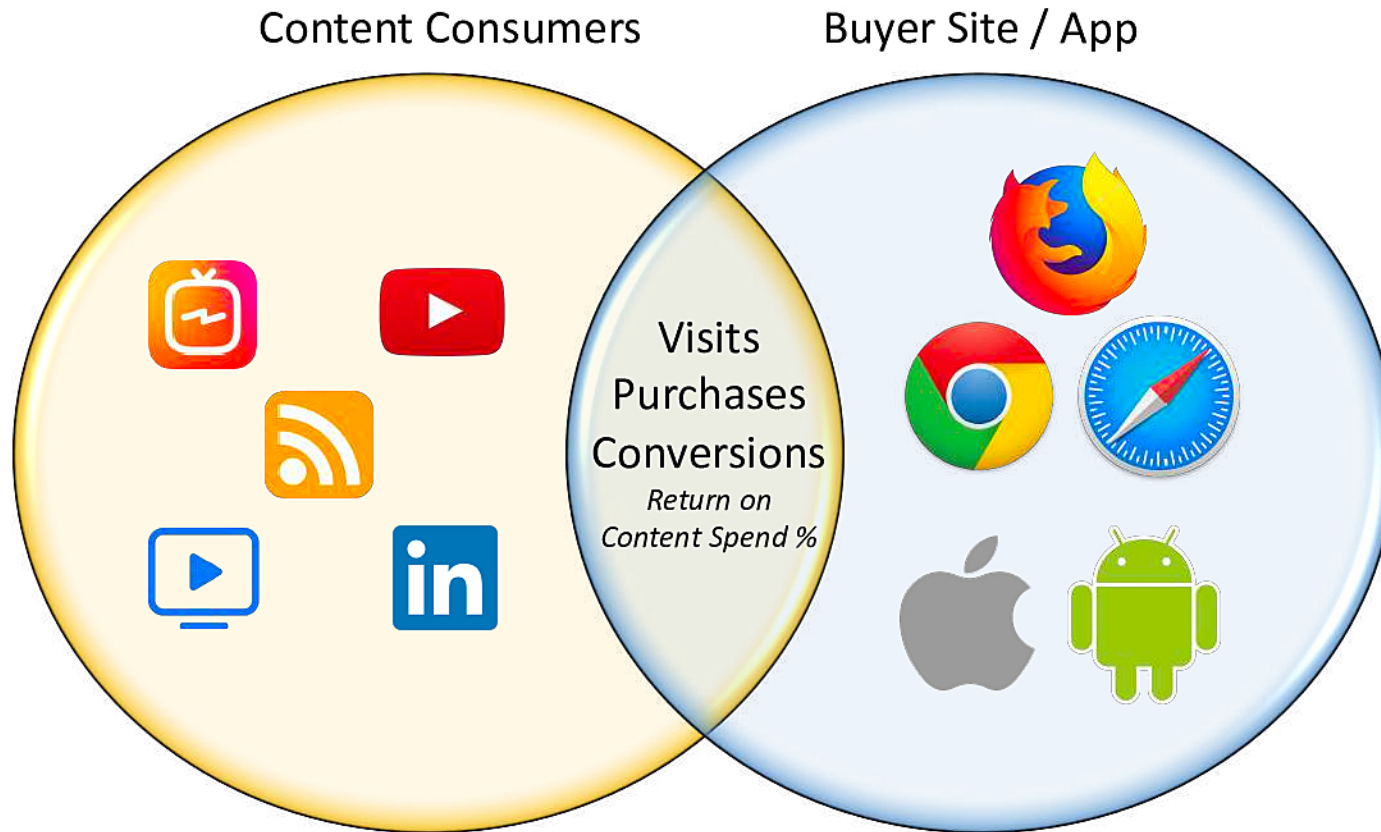 Content Consumers
Buyer Site / App
Visits
Purchases
Conversions
Return on
Content Spend %
in